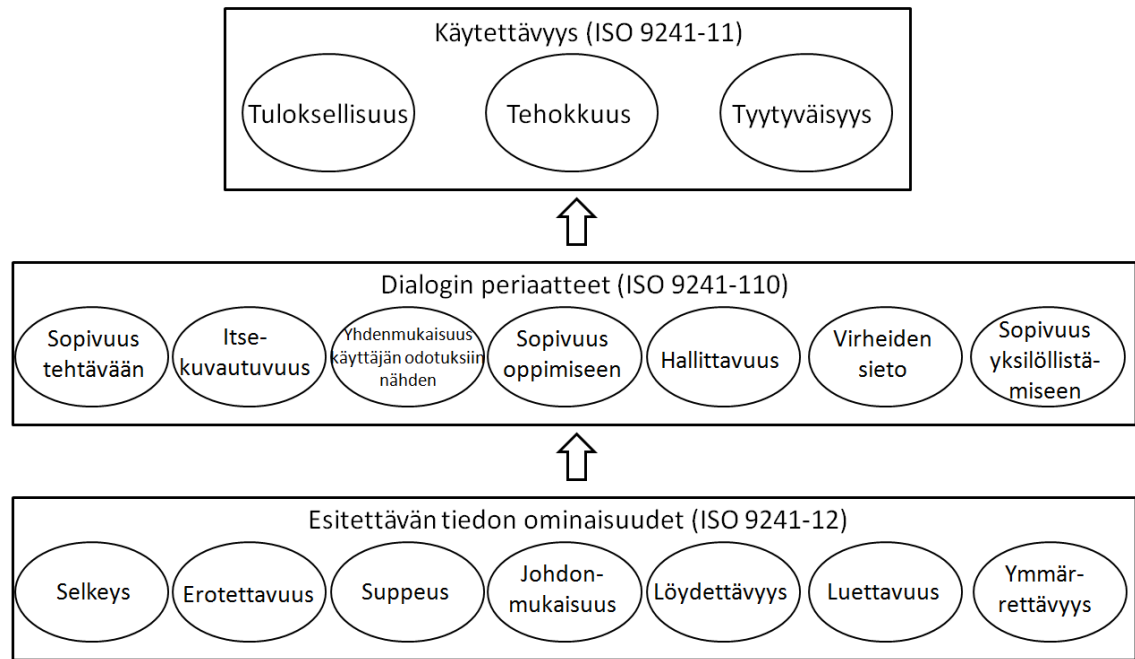 Käytettävyys (ISO 9241-11)
Tuloksellisuus
Tehokkuus
Tyytyväisyys
Dialogin periaatteet (ISO 9241-110)
Sopivuus
tehtävään
Itse-
kuvautuvuus
Yhdenmukaisuus
käyttäjän odotuksiin
nähden
Sopivuus
oppimiseen
Hallittavuus
Virheiden
sieto
Sopivuus
yksilöllistä-
miseen
Esitettävän tiedon ominaisuudet (ISO 9241-12)
Selkeys
Erotettavuus
Suppeus
Johdon-
mukaisuus
Löydettävyys
Luettavuus
Ymmär-
rettävyys